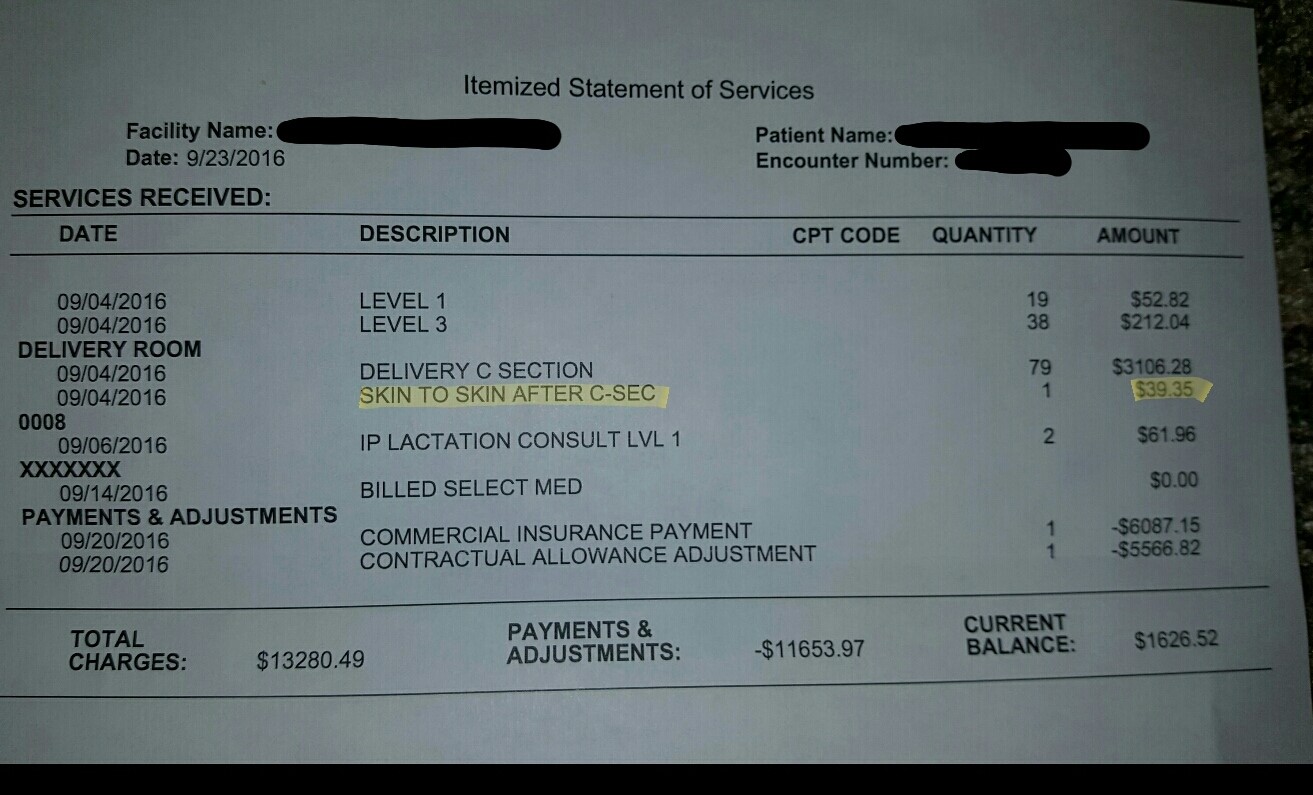 Itemized Statement of Services
Facility Name:
Patient Name:
Date: 9/23/2016
Encounter Number:
SERVICES RECEIVED:
DATE DESCRIPTION CPT CODE QUANTITY AMOUNT
09/04/2016 LEVEL 1 19 $52.82
09/04/2016 LEVEL 3 38 $212.04
DELIVERY ROOM
09/04/2016 DELIVERY C SECTION 79 $3106.28
09/04/2016 SKIN TO SKIN AFTER C-SEC 1 $39.35
0008
09/06/2016 IP LACTATION CONSULT LVL 1 2 $61.96
XXXXXXX
09/14/2016 BILLED SELECT MED $0.00
PAYMENTS & ADJUSTMENTS
09/20/2016 COMMERCIAL INSURANCE PAYMENT 1 -$6087.15
09/20/2016 CONTRACTUAL ALLOWANCE ADJUSTMENT 1 -$5566.82
TOTAL
CHARGES: $13280.49
PAYMENTS &
ADJUSTMENTS: -$11653.97
CURRENT
BALANCE: $1626.52